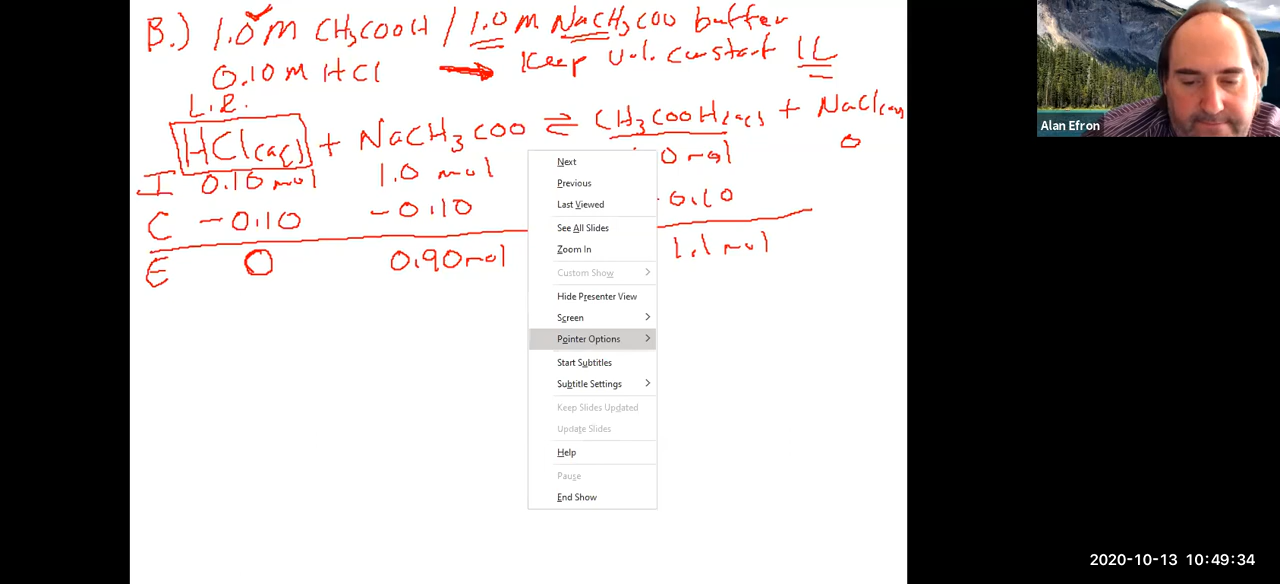 B.) 1.0 M CH3COOH / 1.0 M NaCH3COO buffer
0.10 M HCl → Keep vol. constant 1L
L.R.
HCl(aq) + NaCH3COO ⇌ CH3COOH(aq) + NaCl(aq)
I 0.10 mol 1.0 mol .0 mol 0
C -0.10 -0.10 0.10
E 0 0.90 mol 1.1 mol
Next
Previous
Last Viewed
See All Slides
Zoom In
Custom Show
Hide Presenter View
Screen
Pointer Options
Start Subtitles
Subtitle Settings
Keep Slides Updated
Update Slides
Help
Pause
End Show
Alan Efron
2020-10-13 10:49:34